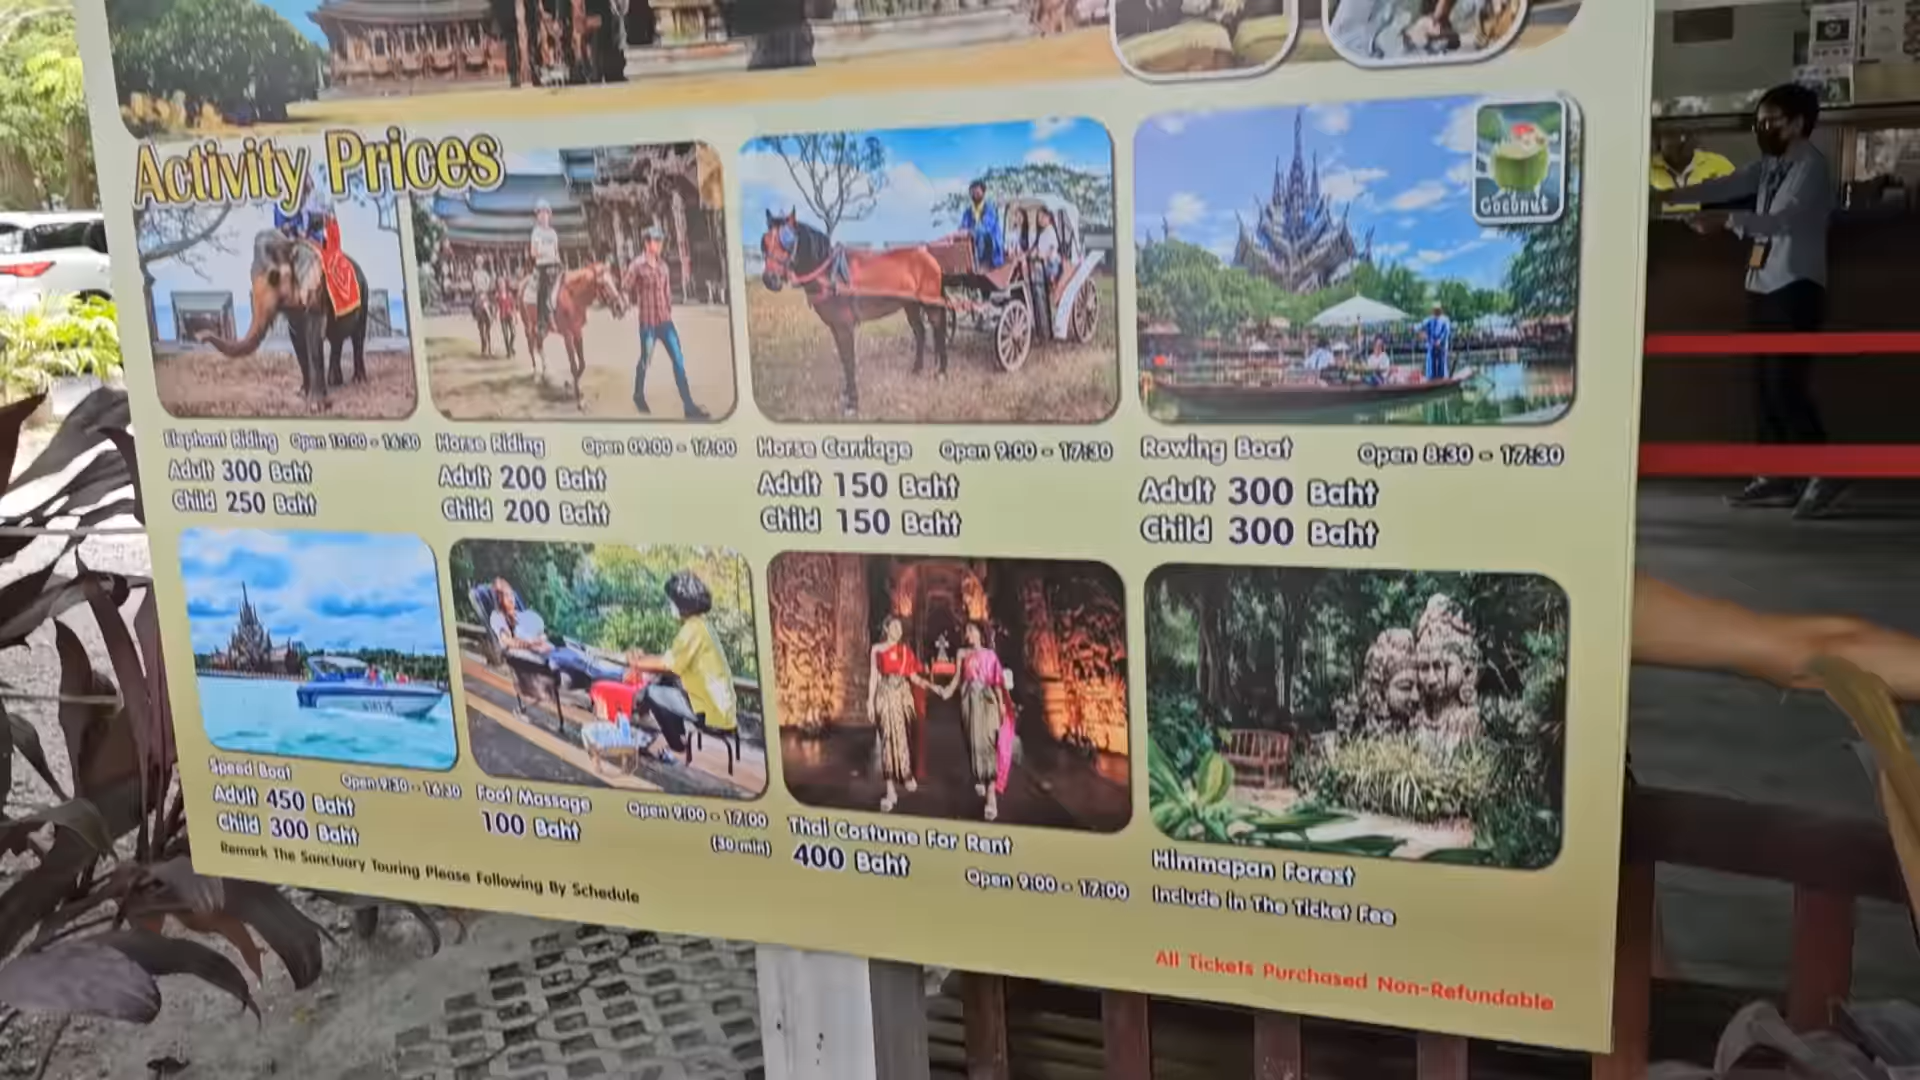 Activity Prices
Coconut
Elephant Riding Open 10:00 - 16:30
Adult 300 Baht
Child 250 Baht
Horse Riding Open 09:00 - 17:00
Adult 200 Baht
Child 200 Baht
Horse Carriage Open 9:00 - 17:30
Adult 150 Baht
Child 150 Baht
Rowing Boat Open 8:30 - 17:30
Adult 300 Baht
Child 300 Baht
Speed Boat Open 9:30 - 16:30
Adult 450 Baht
Child 300 Baht
Foot Massage Open 9:00 - 17:00
100 Baht (30 min)
Thai Costume For Rent
400 Baht Open 9:00 - 17:00
Himmapan Forest
Include in The Ticket Fee
Remark The Sanctuary Touring Please Following By Schedule
All Tickets Purchased Non-Refundable